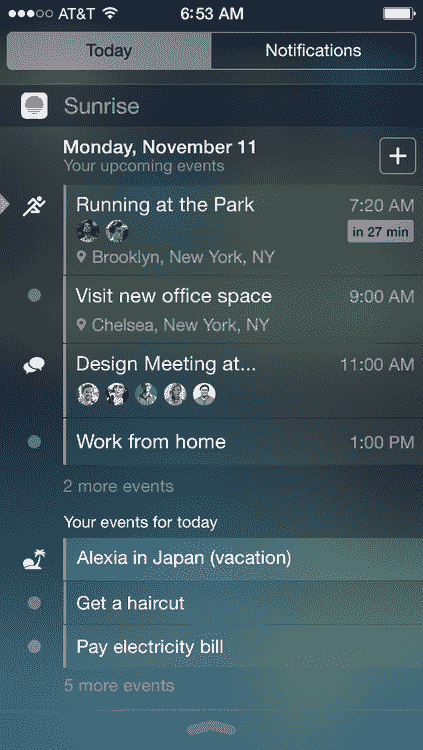 AT&T 6:53 AM
Today Notifications
Sunrise
Monday, November 11
Your upcoming events
Running at the Park 7:20 AM
in 27 min
Brooklyn, New York, NY
Visit new office space 9:00 AM
Chelsea, New York, NY
Design Meeting at... 11:00 AM
Work from home 1:00 PM
2 more events
Your events for today
Alexia in Japan (vacation)
Get a haircut
Pay electricity bill
5 more events